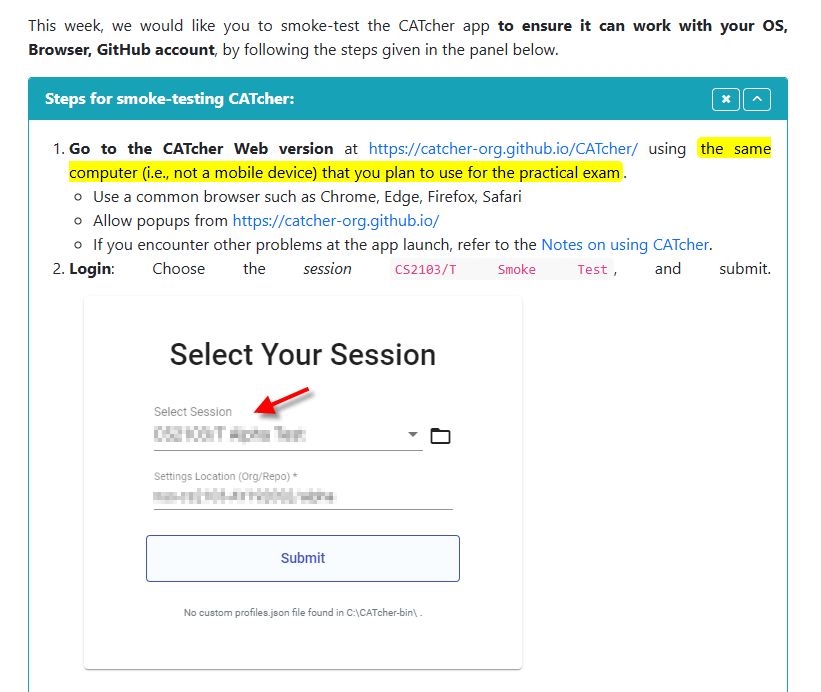 This week, we would like you to smoke-test the CATcher app to ensure it can work with your OS,
Browser, GitHub account, by following the steps given in the panel below.
Steps for smoke-testing CATcher:
1. Go to the CATcher Web version at https://catcher-org.github.io/CATcher/ using the same
computer (i.e., not a mobile device) that you plan to use for the practical exam.
Use a common browser such as Chrome, Edge, Firefox, Safari
Allow popups from https://catcher-org.github.io/
If you encounter other problems at the app launch, refer to the Notes on using CATcher.
2. Login: Choose the session CS2103/T Smoke Test, and submit.
Select Your Session
Select Session
Settings Location (Org/Repo) *
Submit
No custom profiles.json file found in C:\CATcher-bin\ .